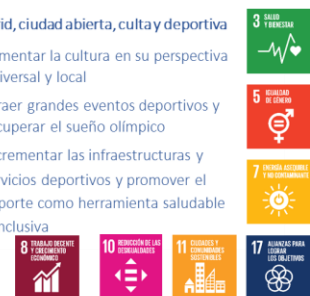 rid, ciudad abierta, culta y deportiva
mentar la cultura en su perspectiva
iversal y local
raer grandes eventos deportivos y
cuperar el sueño olímpico
crementar las infraestructuras y
rvicios deportivos y promover el
porte como herramienta saludable
nclusiva
3 SALUD
Y BIENESTAR
5 IGUALDAD
DE GÉNERO
7 ENERGÍA ASEQUIBLE
Y NO CONTAMINANTE
8 TRABAJO DECENTE
Y CRECIMIENTO
ECONÓMICO
10 REDUCCIÓN DE LAS
DESIGUALDADES
11 CIUDADES Y
COMUNIDADES
SOSTENIBLES
17 ALIANZAS PARA
LOGRAR
LOS OBJETIVOS